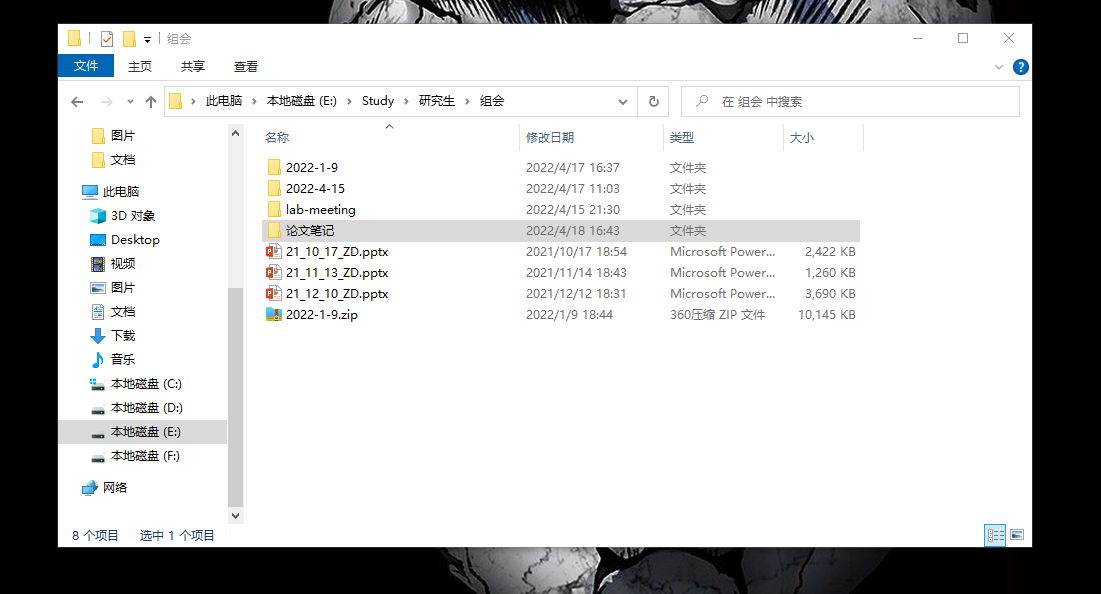 组会
文件 主页 共享 查看
此电脑 本地磁盘 (E:) Study 研究生 组会 在 组会 中搜索
图片
文档
此电脑
3D 对象
Desktop
视频
图片
文档
下载
音乐
本地磁盘 (C:)
本地磁盘 (D:)
本地磁盘 (E:)
本地磁盘 (F:)
网络
名称 修改日期 类型 大小
2022-1-9 2022/4/17 16:37 文件夹
2022-4-15 2022/4/17 11:03 文件夹
lab-meeting 2022/4/15 21:30 文件夹
论文笔记 2022/4/18 16:43 文件夹
21_10_17_ZD.pptx 2021/10/17 18:54 Microsoft Power... 2,422 KB
21_11_13_ZD.pptx 2021/11/14 18:43 Microsoft Power... 1,260 KB
21_12_10_ZD.pptx 2021/12/12 18:31 Microsoft Power... 3,690 KB
2022-1-9.zip 2022/1/9 18:44 360压缩 ZIP 文件 10,145 KB
8 个项目 选中 1 个项目